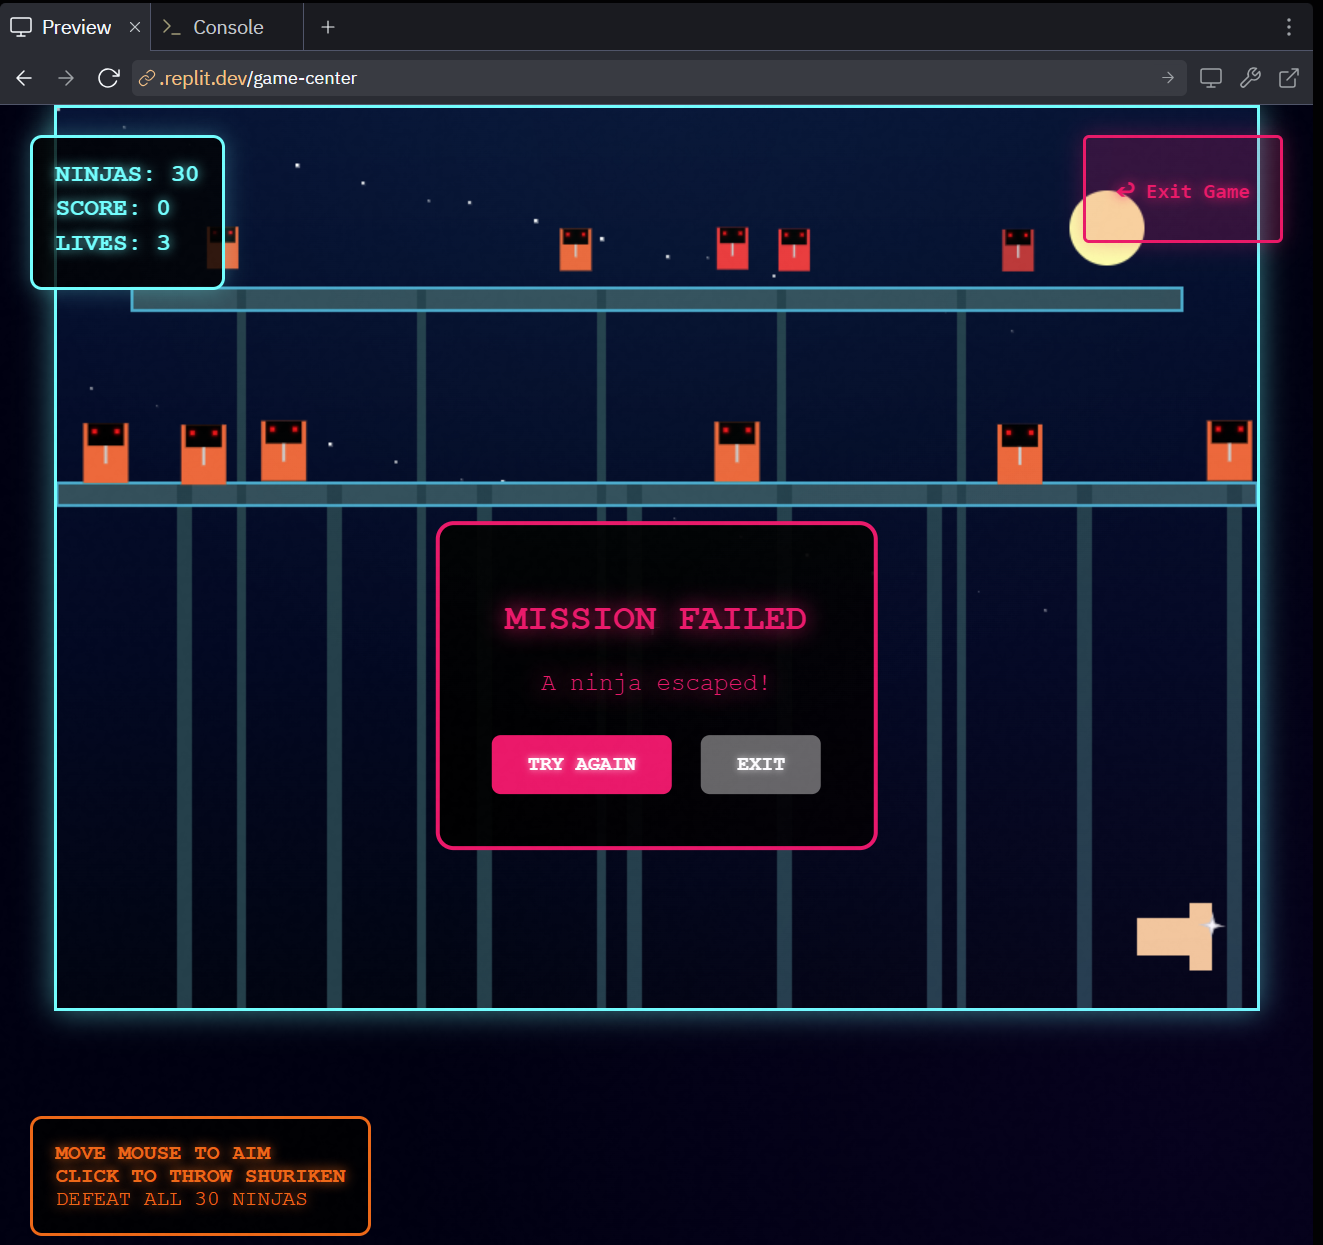 Preview
Console
.replit.dev/game-center
NINJAS: 30
SCORE: 0
LIVES: 3
↩ Exit Game
MISSION FAILED
A ninja escaped!
TRY AGAIN
EXIT
MOVE MOUSE TO AIM
CLICK TO THROW SHURIKEN
DEFEAT ALL 30 NINJAS